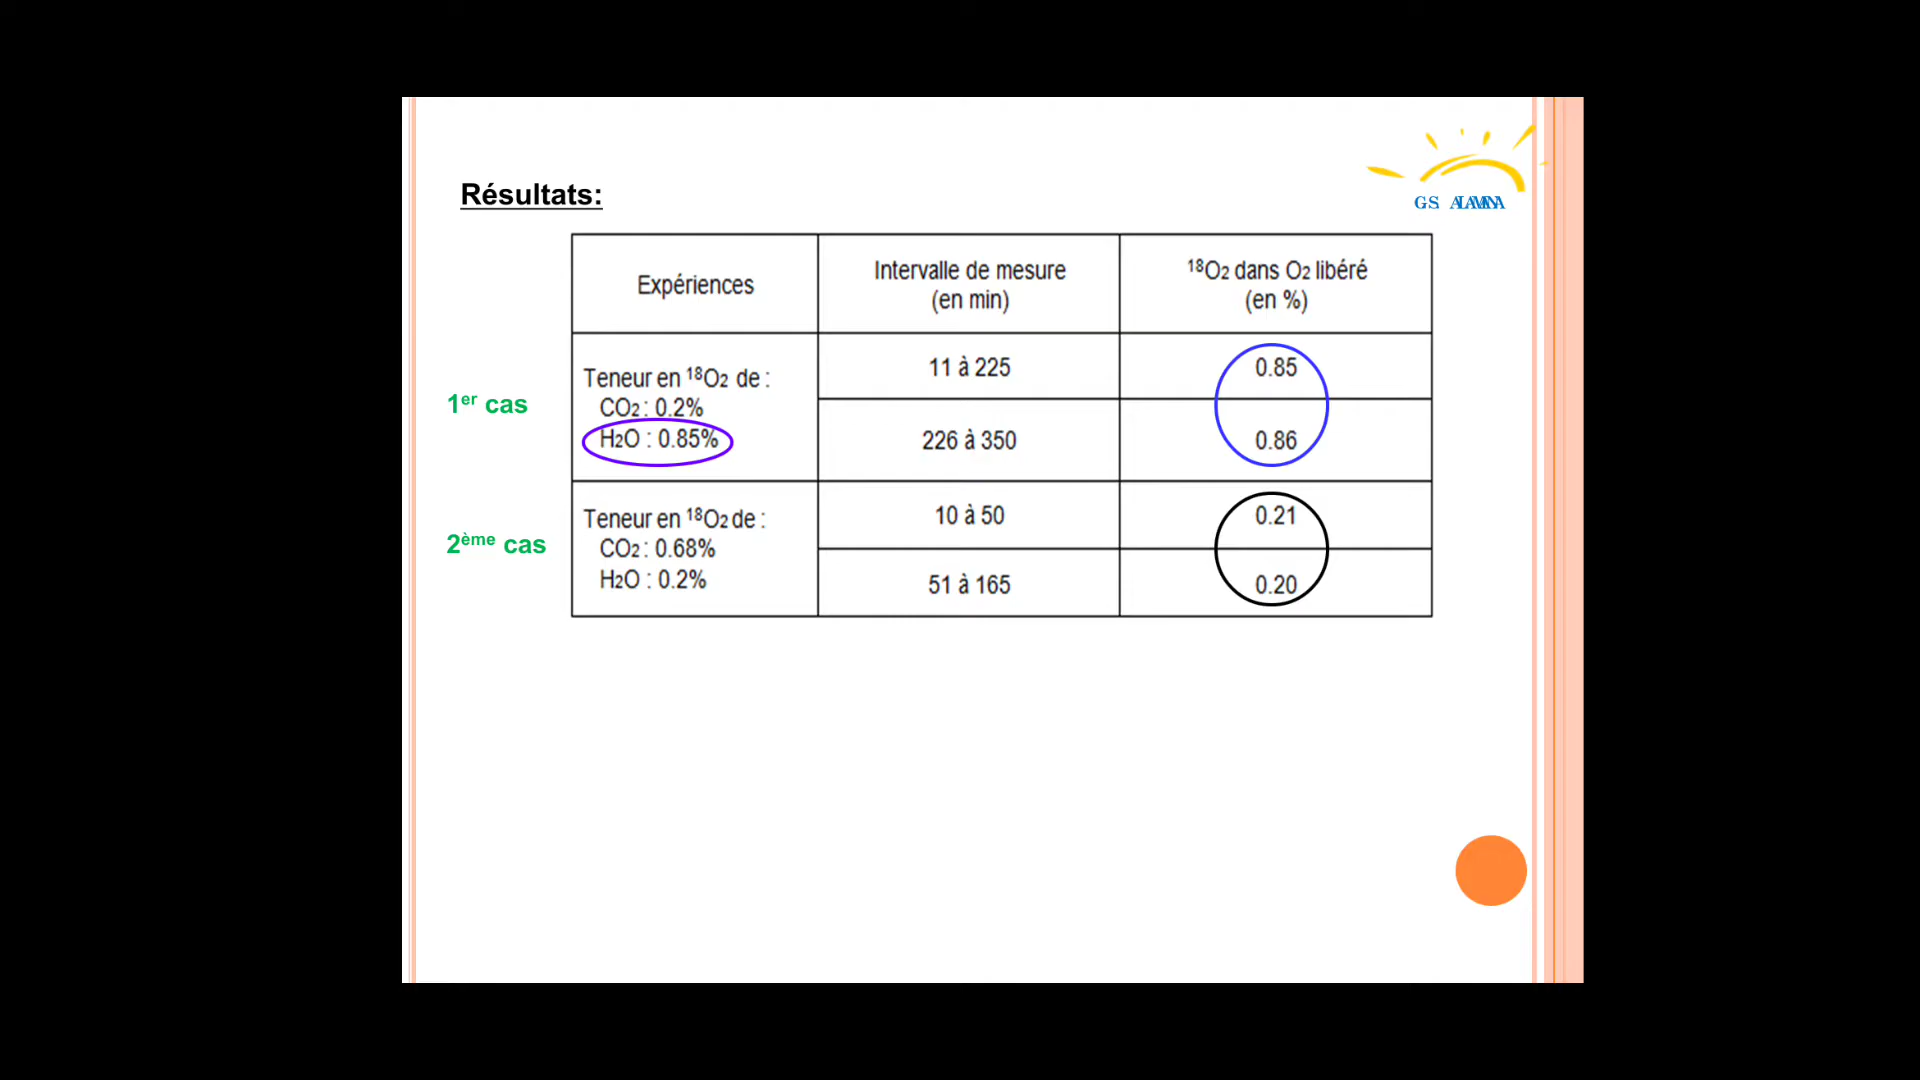 Résultats:
Expériences
Intervalle de mesure
(en min)
¹⁸O₂ dans O₂ libéré
(en %)
1er cas
Teneur en ¹⁸O₂ de :
CO₂ : 0.2%
H₂O : 0.85%
11 à 225
0.85
226 à 350
0.86
2ème cas
Teneur en ¹⁸O₂ de :
CO₂ : 0.68%
H₂O : 0.2%
10 à 50
0.21
51 à 165
0.20